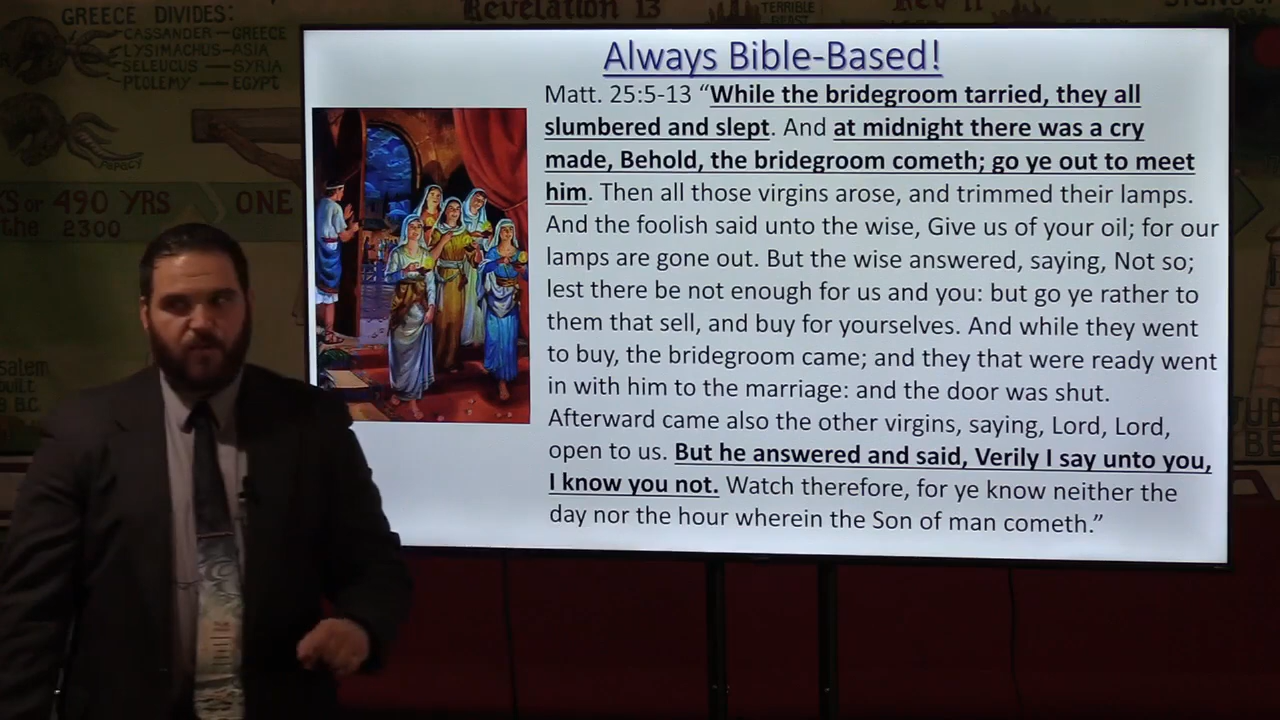 GREECE DIVIDES:
CASSANDER — GREECE
LYSIMACHUS — ASIA
SELEUCUS — SYRIA
PTOLEMY — EGYPT
Revelation 13
TERRIBLE
BEAST
Rev 17
PAPACY
or 490 YRS
the 2300
ONE
B.C.
Always Bible-Based!
Matt. 25:5-13 “While the bridegroom tarried, they all
slumbered and slept. And at midnight there was a cry
made, Behold, the bridegroom cometh; go ye out to meet
him. Then all those virgins arose, and trimmed their lamps.
And the foolish said unto the wise, Give us of your oil; for our
lamps are gone out. But the wise answered, saying, Not so;
lest there be not enough for us and you: but go ye rather to
them that sell, and buy for yourselves. And while they went
to buy, the bridegroom came; and they that were ready went
in with him to the marriage: and the door was shut.
Afterward came also the other virgins, saying, Lord, Lord,
open to us. But he answered and said, Verily I say unto you,
I know you not. Watch therefore, for ye know neither the
day nor the hour wherein the Son of man cometh.”